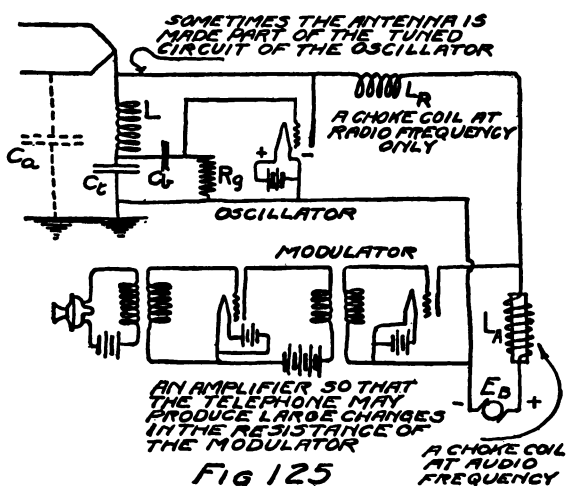 SOMETIMES THE ANTENNA IS
MADE PART OF THE TUNED
CIRCUIT OF THE OSCILLATOR
L
LR
A CHOKE COIL AT
RADIO FREQUENCY
ONLY
Ca
Ct
Cb
Rg
+
-
OSCILLATOR
MODULATOR
LA
- EB +
AN AMPLIFIER SO THAT
THE TELEPHONE MAY
PRODUCE LARGE CHANGES
IN THE RESISTANCE OF
THE MODULATOR
A CHOKE COIL
AT AUDIO
FREQUENCY
FIG 125